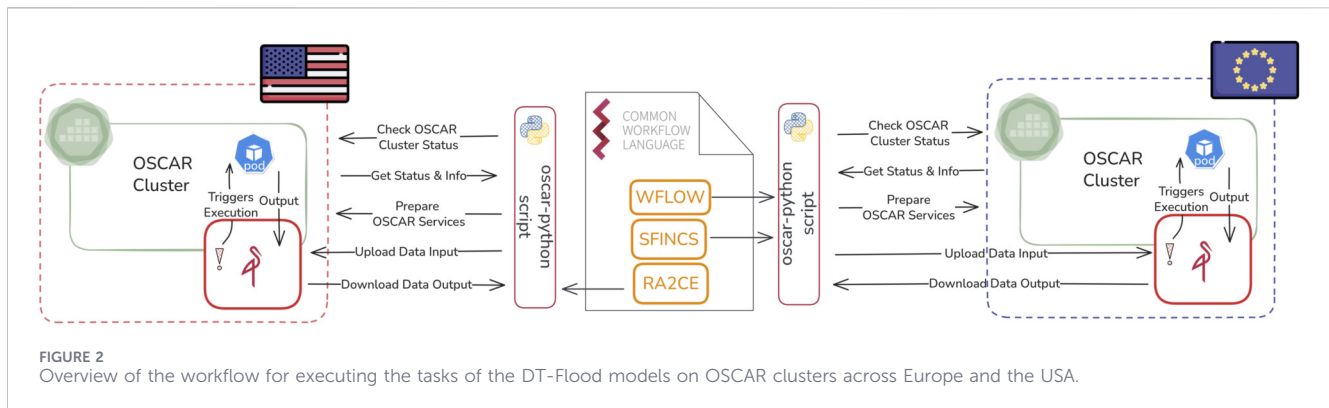 OSCAR
Cluster
pod
Triggers
Execution
Output
Check OSCAR
Cluster Status
Get Status & Info
Prepare
OSCAR Services
Upload Data Input
Download Data Output
oscar-python
script
COMMON
WORKFLOW
LANGUAGE
WFLOW
SFINCS
RA2CE
oscar-python
script
Check OSCAR
Cluster Status
Get Status & Info
Prepare
OSCAR Services
Upload Data Input
Download Data Output
OSCAR
Cluster
pod
Triggers
Execution
Output
FIGURE 2
Overview of the workflow for executing the tasks of the DT-Flood models on OSCAR clusters across Europe and the USA.